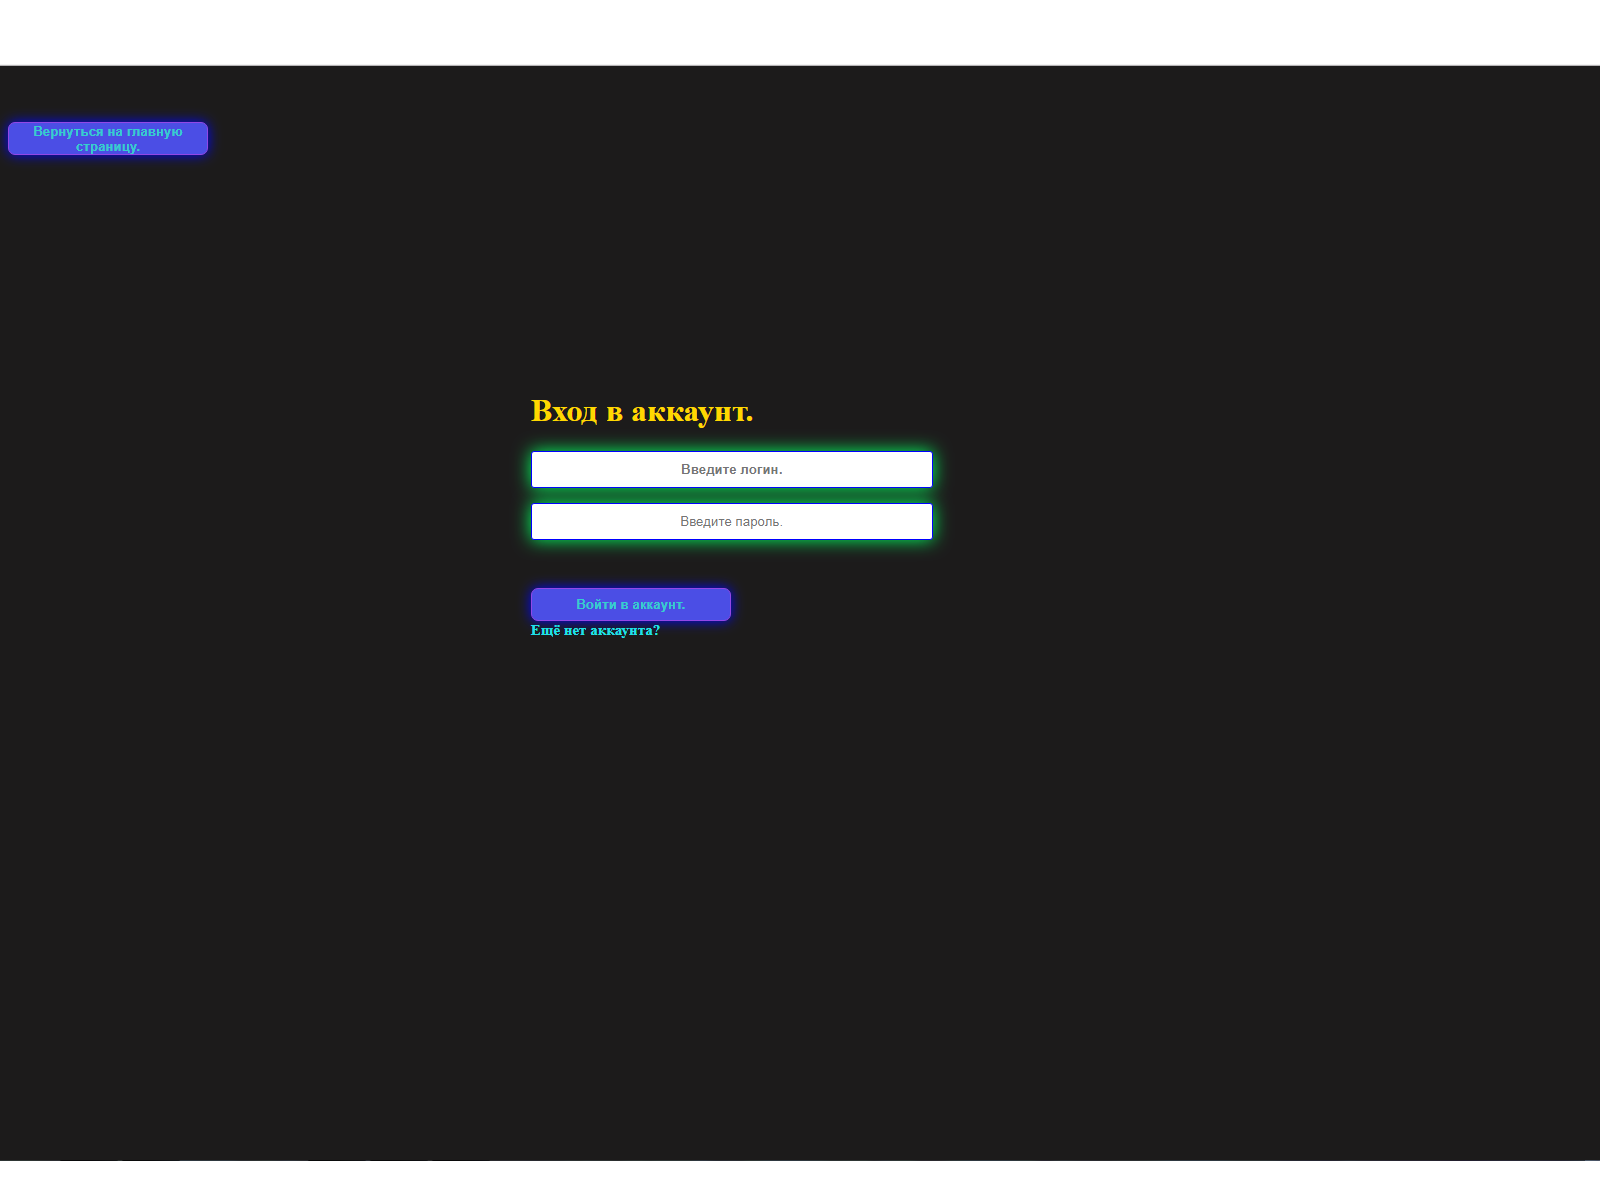 Вернуться на главную
страницу.
Вход в аккаунт.
Введите логин.
Введите пароль.
Войти в аккаунт.
Ещё нет аккаунта?